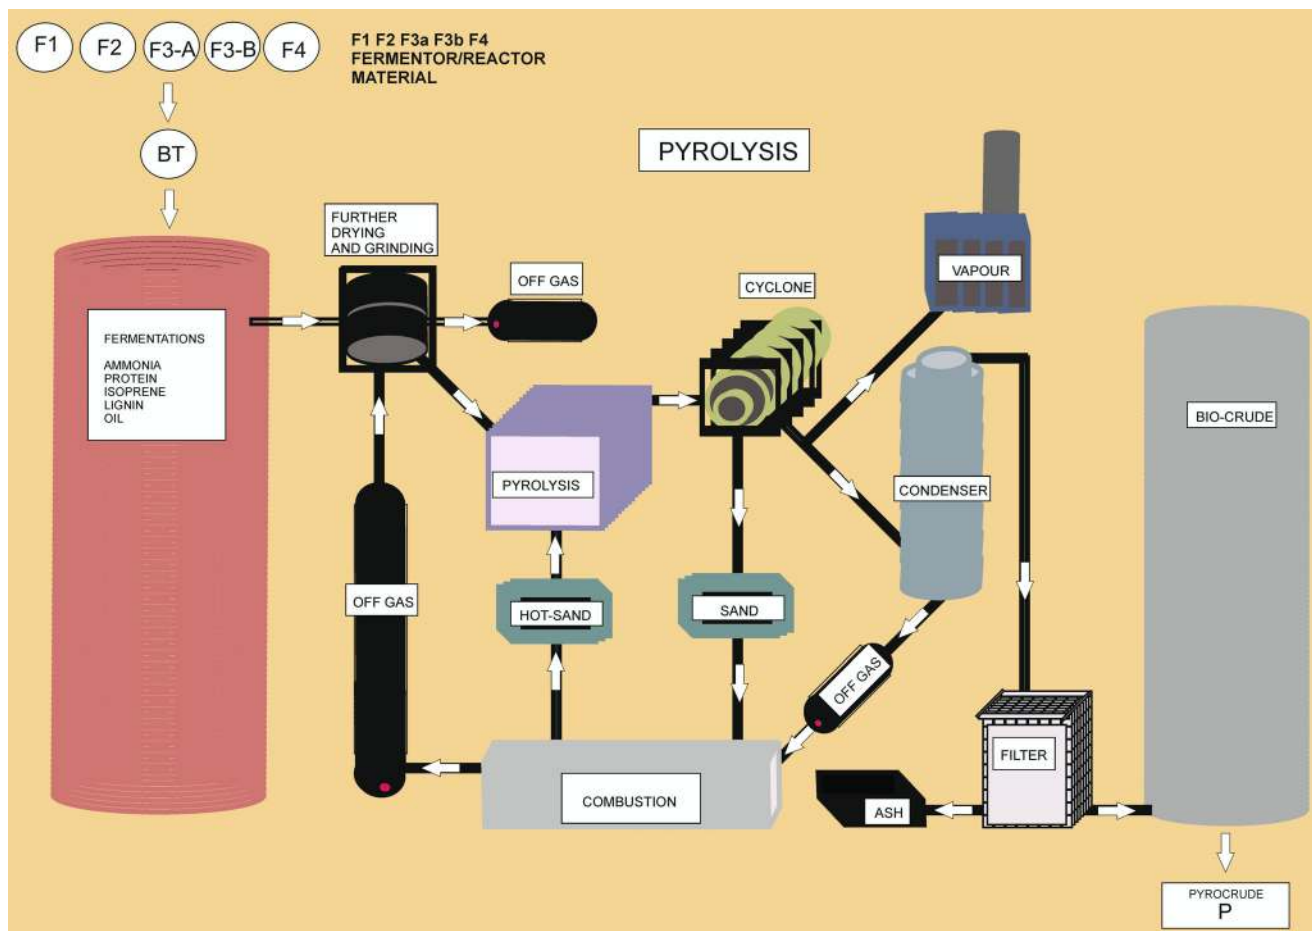 F1 F2 F3-A F3-B F4
F1 F2 F3a F3b F4
FERMENTOR/REACTOR
MATERIAL
BT
PYROLYSIS
FURTHER
DRYING
AND GRINDING
OFF GAS
CYCLONE
VAPOUR
FERMENTATIONS
AMMONIA
PROTEIN
ISOPRENE
LIGNIN
OIL
BIO-CRUDE
PYROLYSIS
CONDENSER
OFF GAS
HOT-SAND
SAND
OFF GAS
FILTER
COMBUSTION
ASH
PYROCRUDE
P